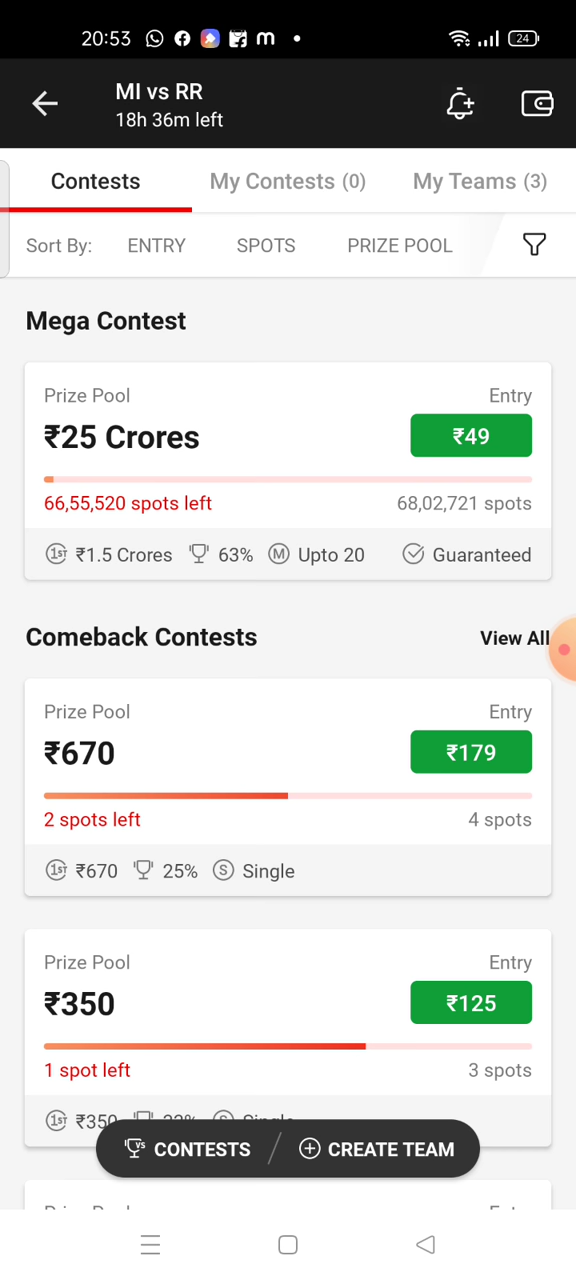 20:53
24
MI vs RR
18h 36m left
Contests My Contests (0) My Teams (3)
Sort By: ENTRY SPOTS PRIZE POOL
Mega Contest
Prize Pool Entry
₹25 Crores ₹49
66,55,520 spots left 68,02,721 spots
1ST ₹1.5 Crores 63% M Upto 20 Guaranteed
Comeback Contests View All
Prize Pool Entry
₹670 ₹179
2 spots left 4 spots
1ST ₹670 25% S Single
Prize Pool Entry
₹350 ₹125
1 spot left 3 spots
1ST ₹350
VS CONTESTS CREATE TEAM